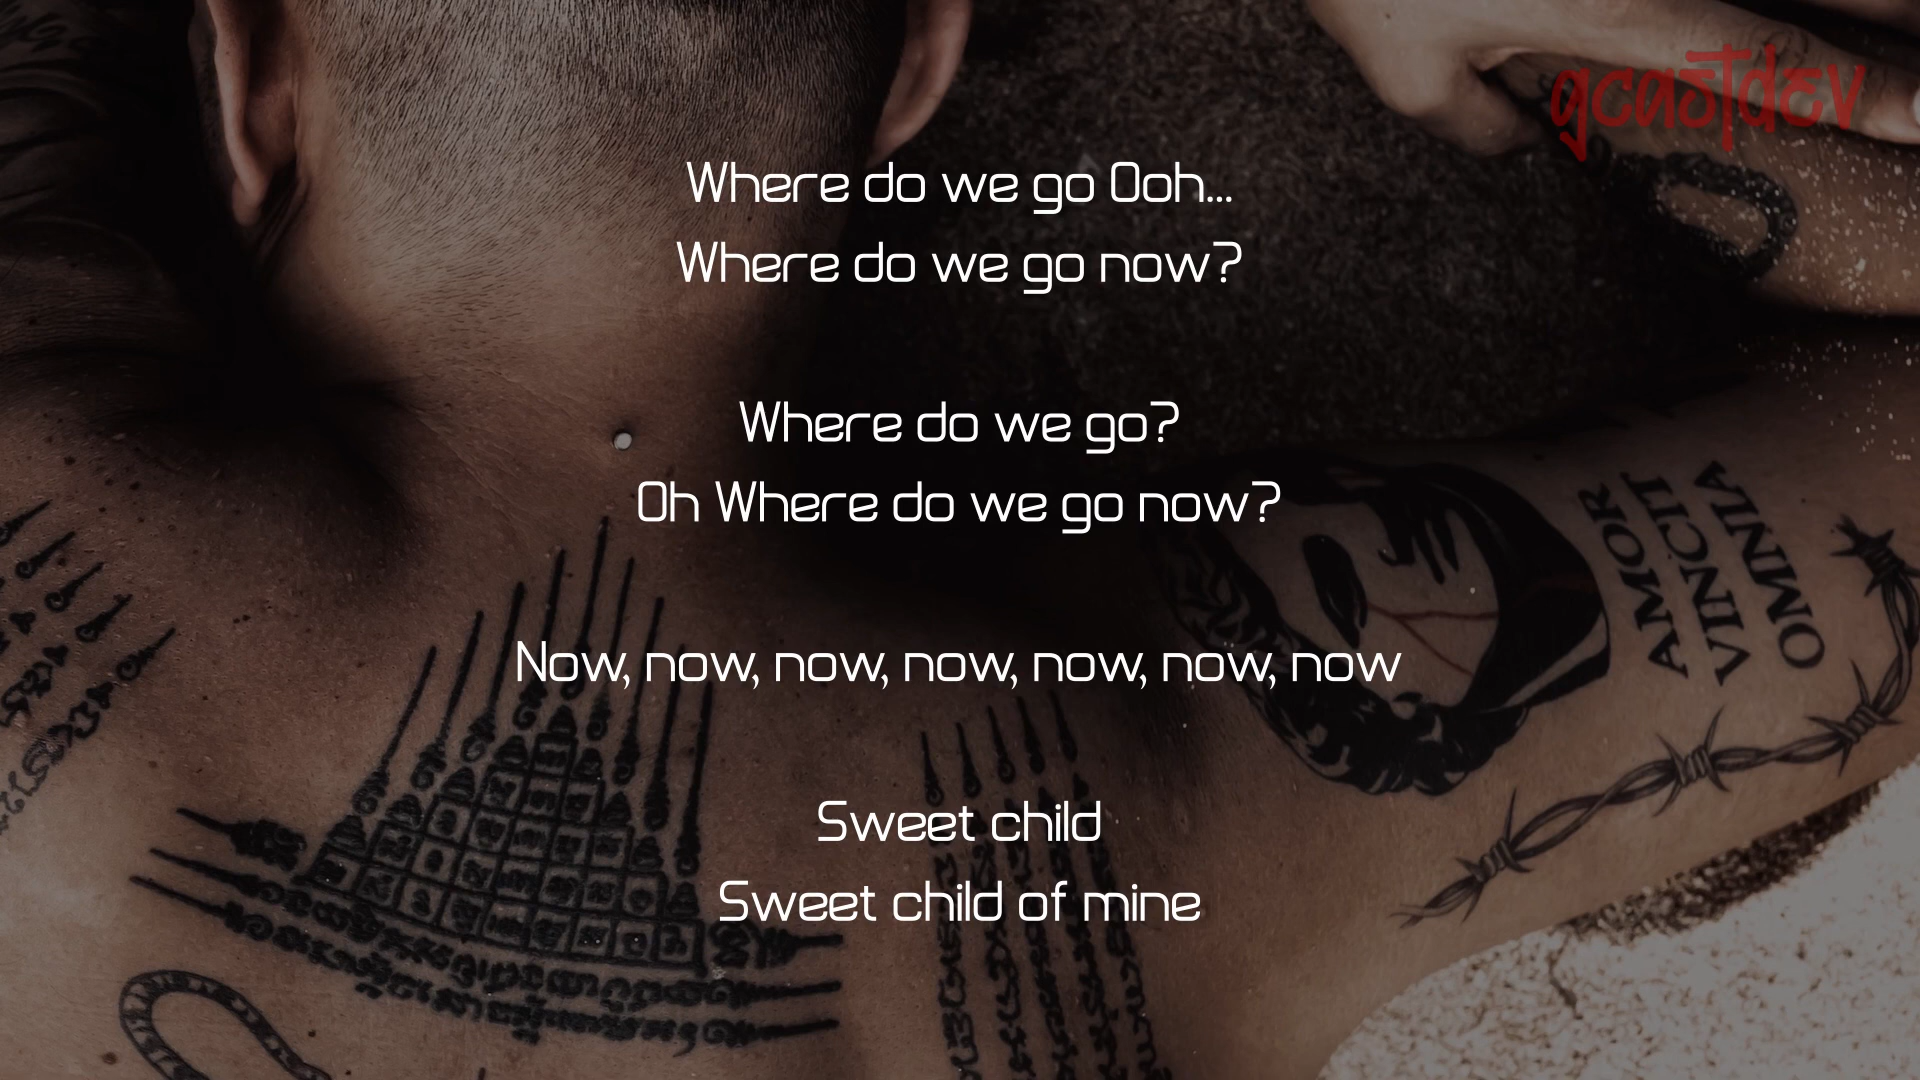 gcastdev
Where do we go Ooh...
Where do we go now?
Where do we go?
Oh Where do we go now?
Now, now, now, now, now, now, now
Sweet child
Sweet child of mine
AMOR
VINCIT
OMNIA